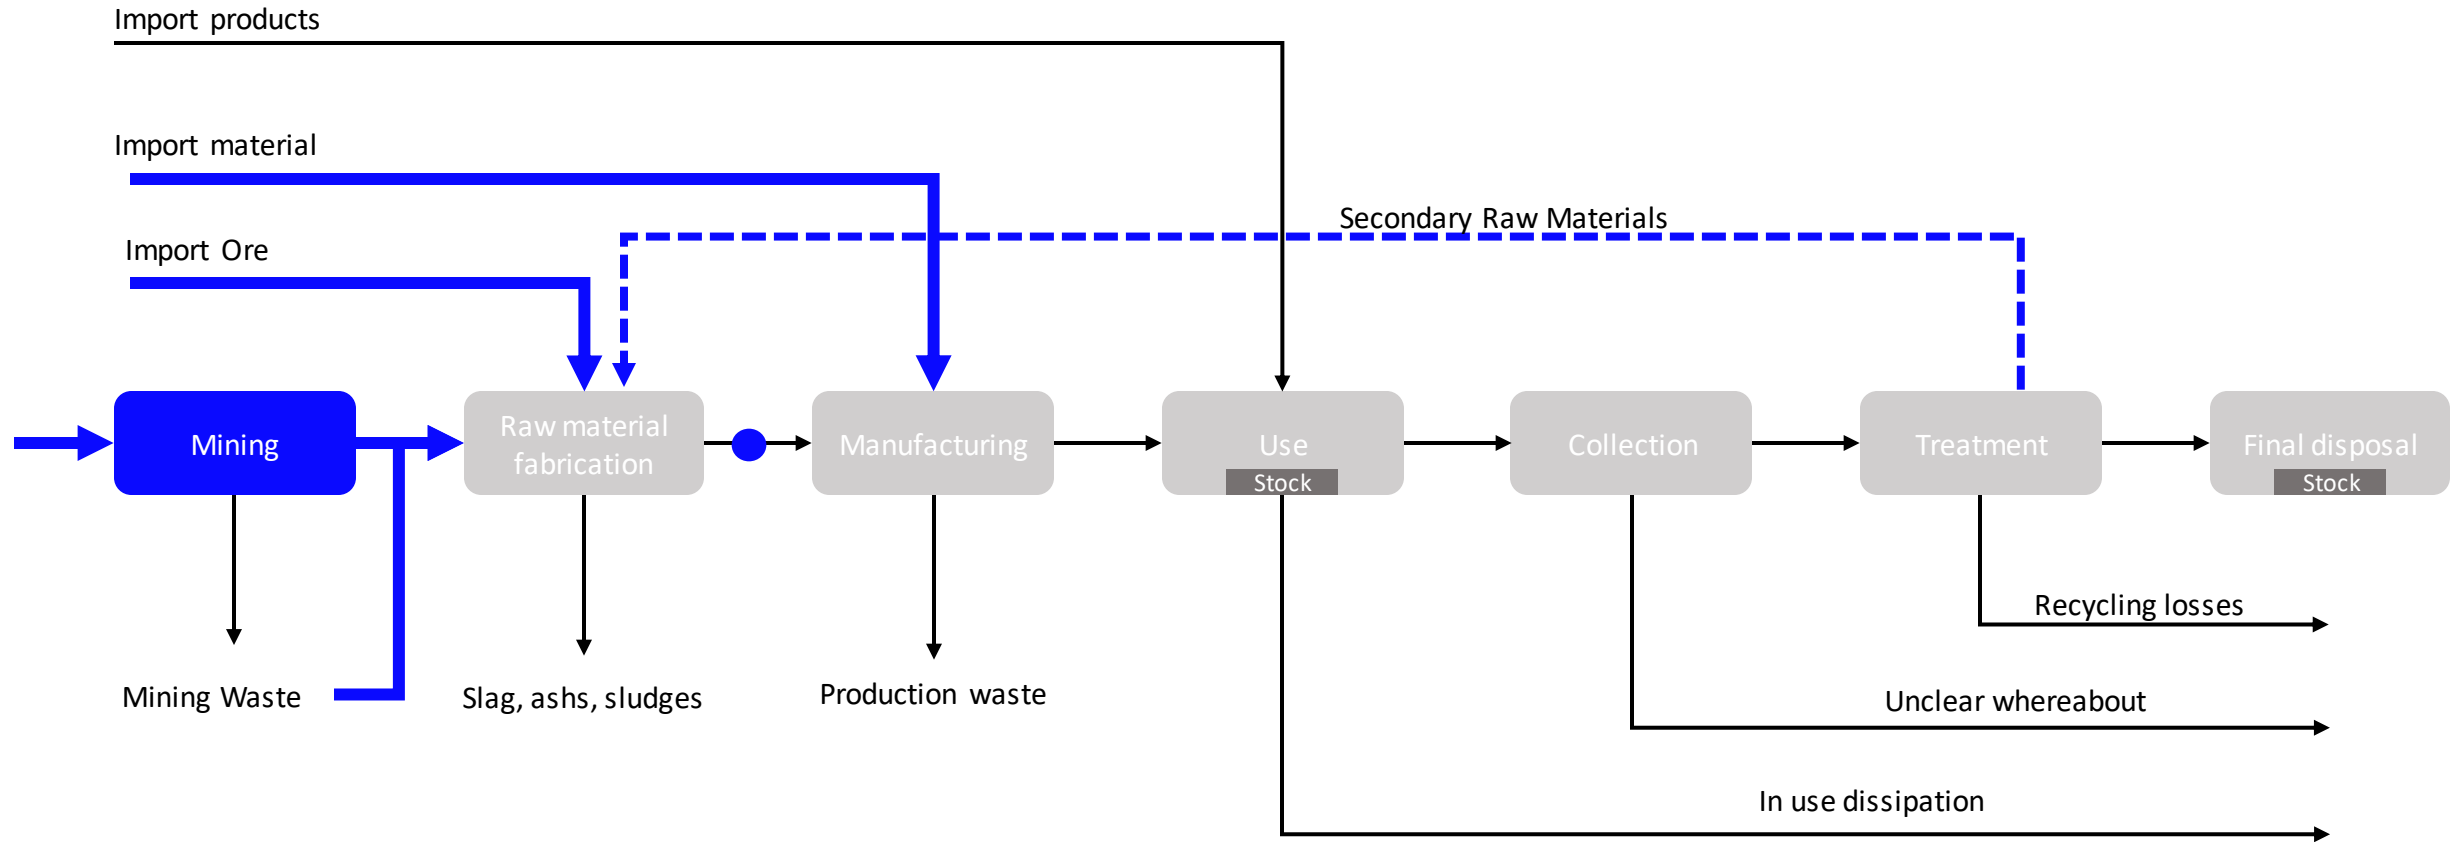 Import products
Import material
Secondary Raw Materials
Import Ore
Mining
Raw material
fabrication
Manufacturing
Use
Stock
Collection
Treatment
Final disposal
Stock
Recycling losses
Mining Waste
Slag, ashs, sludges
Production waste
Unclear whereabout
In use dissipation